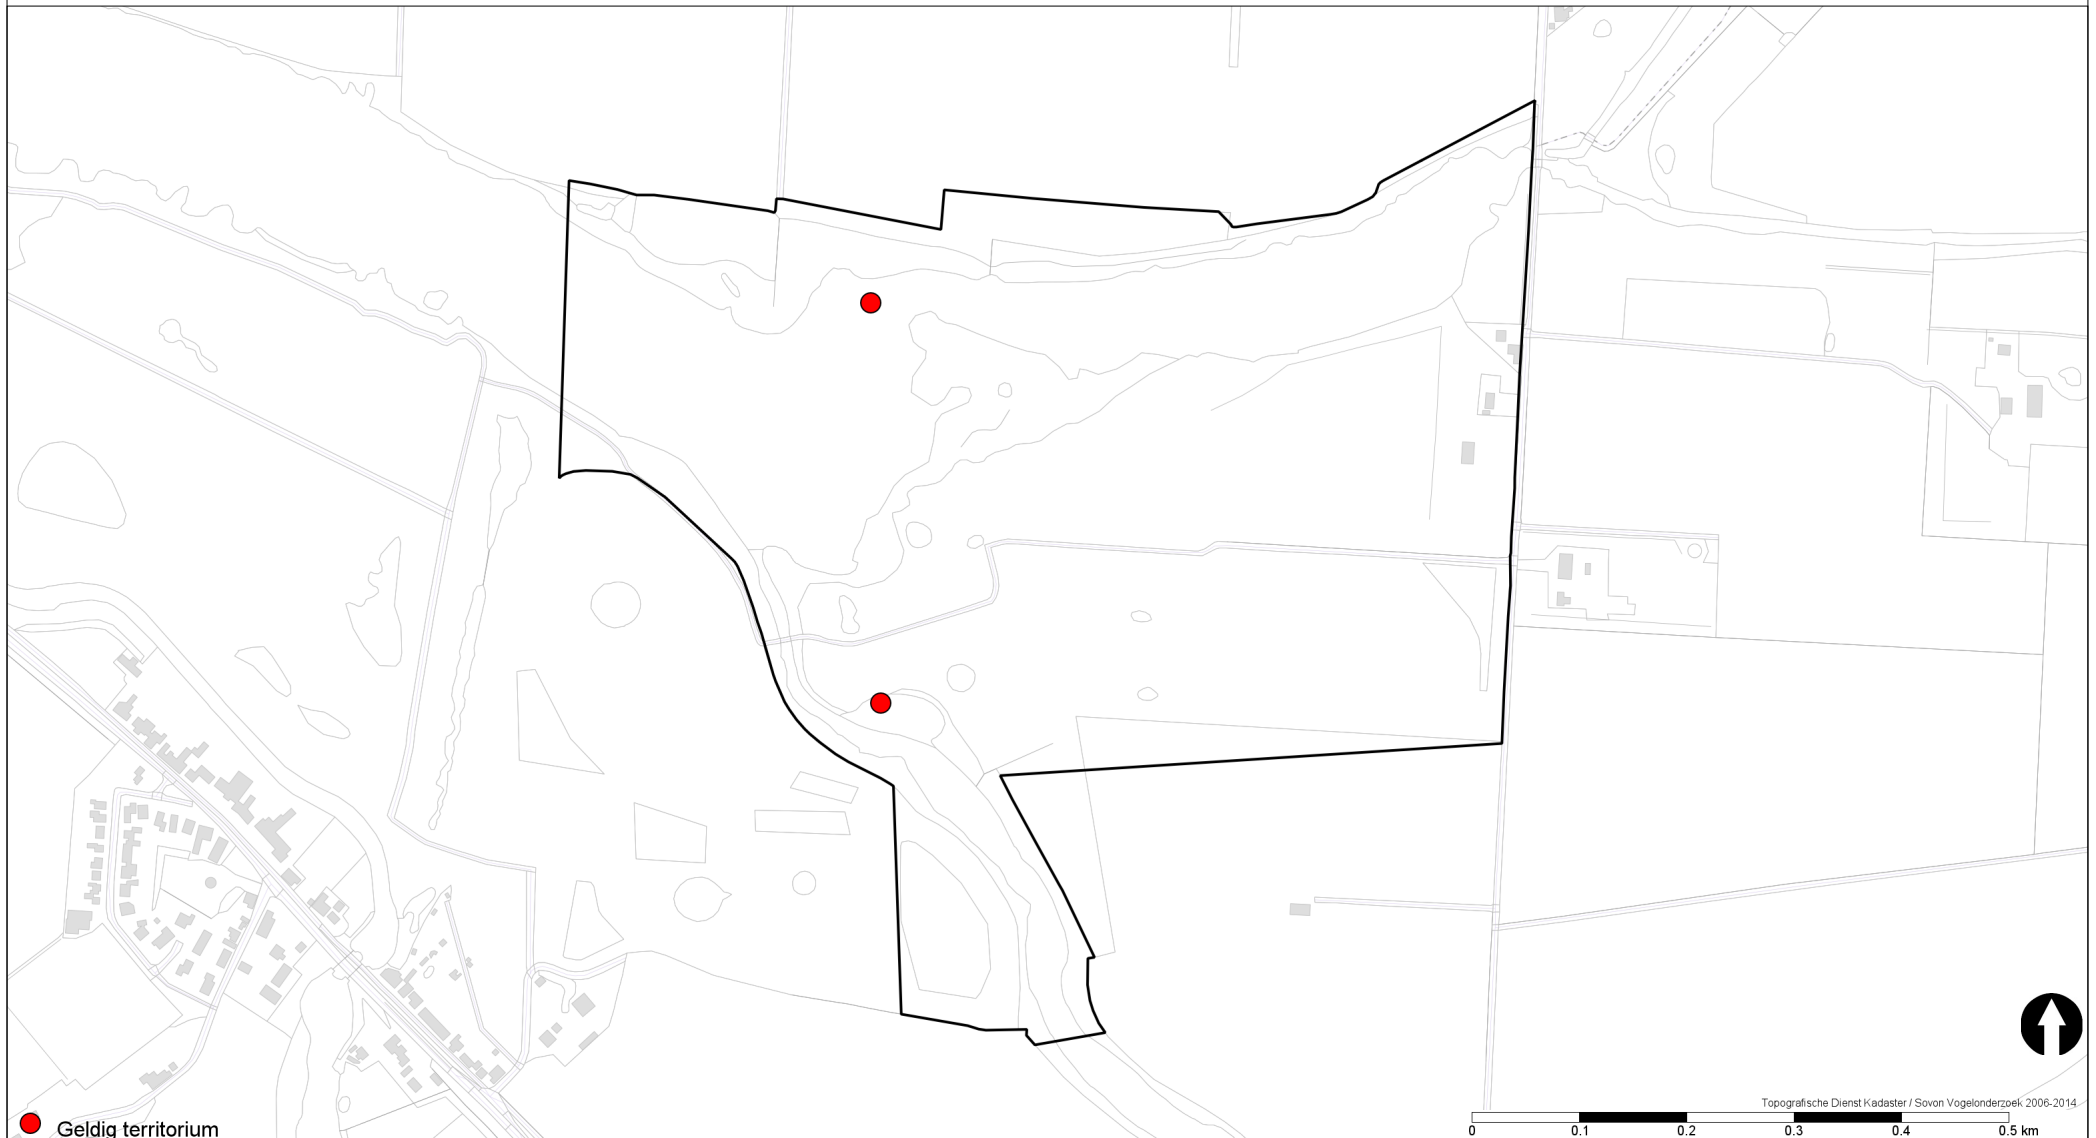 Topografische Dienst Kadaster / Sovon Vogelonderzoek 2006-2014
0 0.1 0.2 0.3 0.4 0.5 km
Geldig territorium